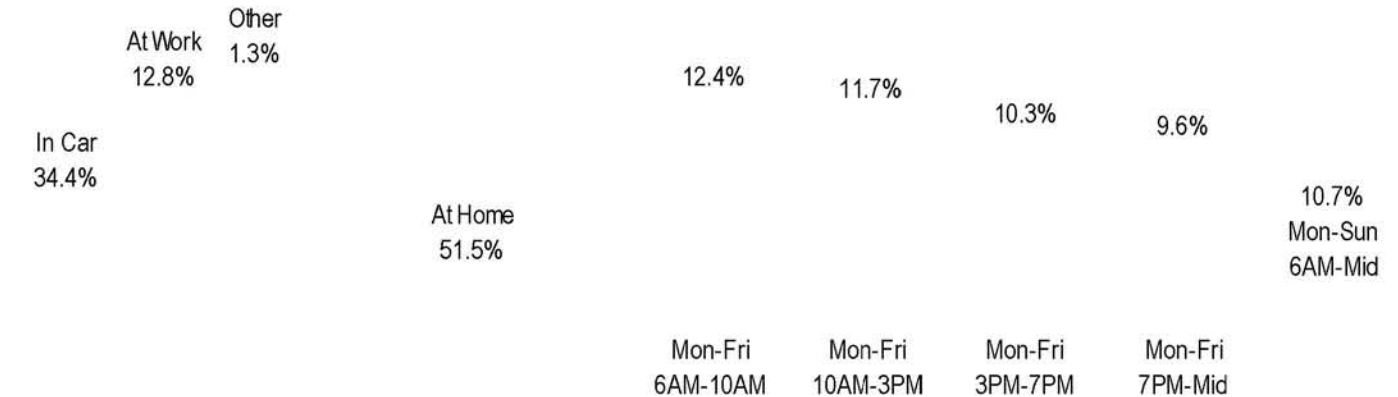 Other
1.3%
At Work
12.8%
In Car
34.4%
At Home
51.5%
12.4%
11.7%
10.3%
9.6%
10.7%
Mon-Sun
6AM-Mid
Mon-Fri
6AM-10AM
Mon-Fri
10AM-3PM
Mon-Fri
3PM-7PM
Mon-Fri
7PM-Mid